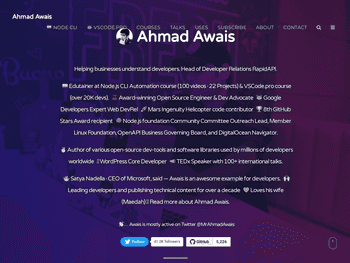 Ahmad Awais
NODE CLI VSCODE.PRO COURSES TALKS USES SUBSCRIBE ABOUT CONTACT
Ahmad Awais
Helping businesses understand developers. Head of Developer Relations RapidAPI.
Edutainer at Node.js CLI Automation course (100 videos · 22 Projects) & VSCode.pro course
(over 20K devs). Award-winning Open Source Engineer & Dev Advocate Google
Developers Expert Web DevRel Mars Ingenuity Helicopter code contributor 8th GitHub
Stars Award recipient Node.js foundation Community Committee Outreach Lead, Member
Linux Foundation, OpenAPI Business Governing Board, and DigitalOcean Navigator.
Author of various open-source dev-tools and software libraries used by millions of developers
worldwide WordPress Core Developer TEDx Speaker with 100+ international talks.
Satya Nadella · CEO of Microsoft, said — Awais is an awesome example for developers.
Leading developers and publishing technical content for over a decade Loves his wife
(Maedah) Read more about Ahmad Awais.
… Awais is mostly active on Twitter @MrAhmadAwais
Follow followers GitHub 5,226